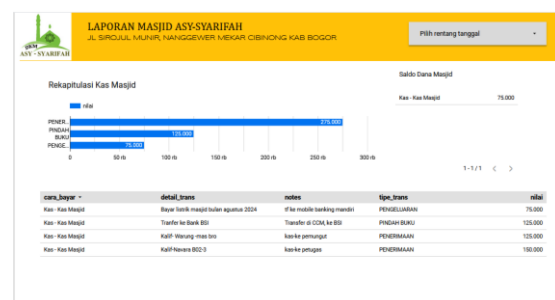 LAPORAN MASJID ASY-SYARIFAH
JL SIROJUL MUNIR, NANGGEWER MEKAR CIBINONG KAB BOGOR
DKM
ASY - SYARIFAH
Pilih rentang tanggal
Rekapitulasi Kas Masjid
nilai
PENER...
275.000
PINDAH BUKU
125.000
PENGE...
75.000
0 50 rb 100 rb 150 rb 200 rb 250 rb 300 rb
Saldo Dana Masjid
Kas - Kas Masjid 75.000
1 - 1 / 1 < >
cara_bayar detail_trans notes tipe_trans nilai
Kas - Kas Masjid Bayar listrik masjid bulan agustus 2024 tf ke mobile banking mandiri PENGELUARAN 75.000
Kas - Kas Masjid Tranfer ke Bank BSI Transfer di CCM, ke BSI PINDAH BUKU 125.000
Kas - Kas Masjid Kalif- Warung -mas bio kas-ke pemungut PENERIMAAN 125.000
Kas - Kas Masjid Kalif-Navara B02-3 kas-ke petugas PENERIMAAN 150.000